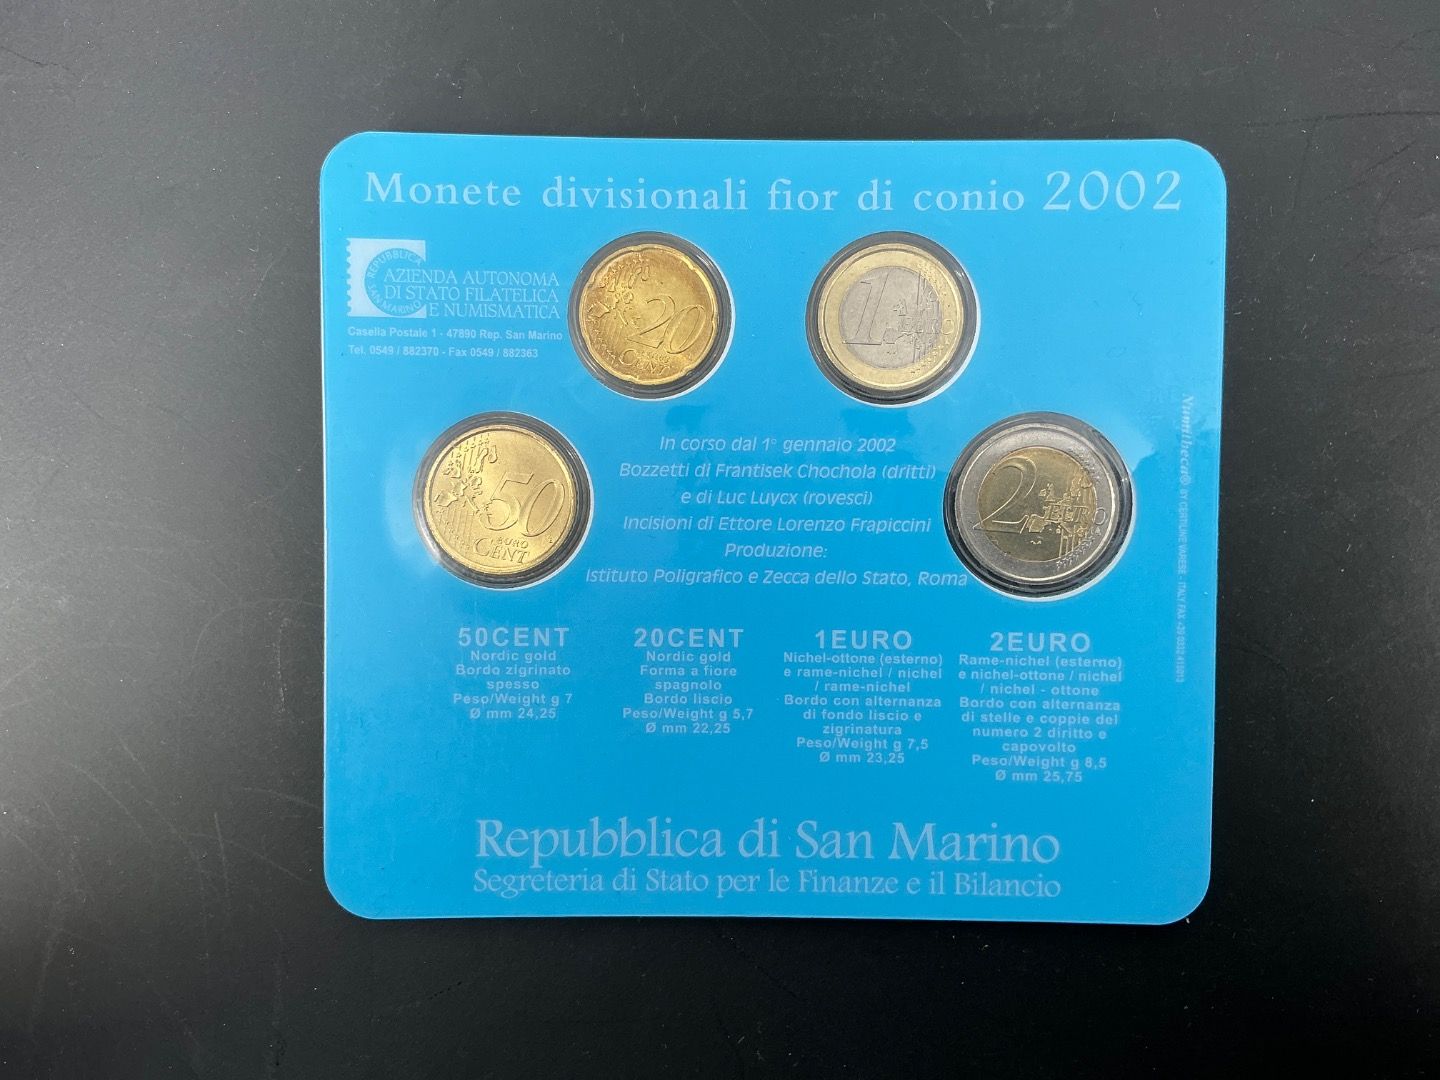 Monete divisionali fior di conio 2002
REPUBBLICA
SAN MARINO
AZIENDA AUTONOMA
DI STATO FILATELICA
E NUMISMATICA
Casella Postale 1 - 47890 Rep. San Marino
Tel. 0549 / 882370 - Fax 0549 / 882363
20
EURO
CENT
1
EURO
50
EURO
CENT
2
EURO
In corso dal 1° gennaio 2002
Bozzetti di Frantisek Chochola (dritti)
e di Luc Luycx (rovesci)
Incisioni di Ettore Lorenzo Frapiccini
Produzione:
Istituto Poligrafico e Zecca dello Stato, Roma
50CENT
Nordic gold
Bordo zigrinato
spesso
Peso/Weight g 7
Ø mm 24,25
20CENT
Nordic gold
Forma a fiore
spagnolo
Bordo liscio
Peso/Weight g 5,7
Ø mm 22,25
1EURO
Nichel-ottone (esterno)
e rame-nichel / nichel
/ rame-nichel
Bordo con alternanza
di fondo liscio e
zigrinatura
Peso/Weight g 7,5
Ø mm 23,25
2EURO
Rame-nichel (esterno)
e nichel-ottone / nichel
/ nichel - ottone
Bordo con alternanza
di stelle e coppie del
numero 2 diritto e
capovolto
Peso/Weight g 8,5
Ø mm 25,75
BY CERTILINE VARESE - ITALY FAX
Repubblica di San Marino
Segreteria di Stato per le Finanze e il Bilancio